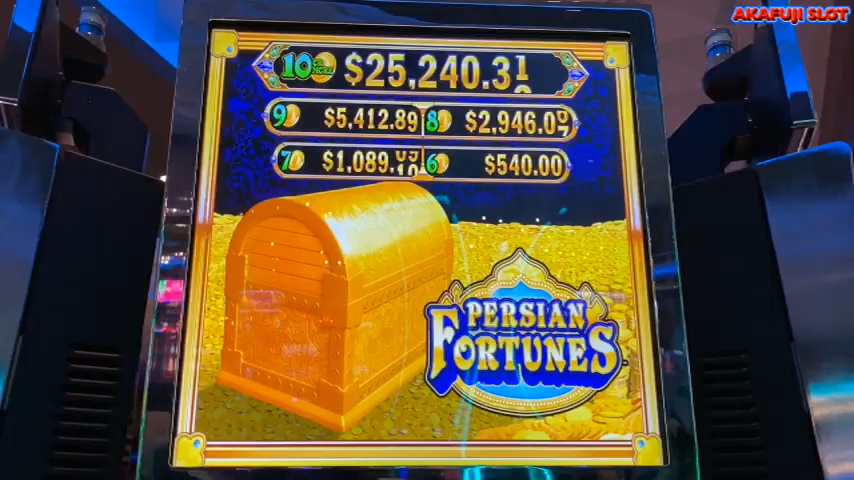 AKAFUJI SLOT
10 $25,240.31
9 $5,412.89 8 $2,946.00
7 $1,089. 6 $540.00
PERSIAN
FORTUNES